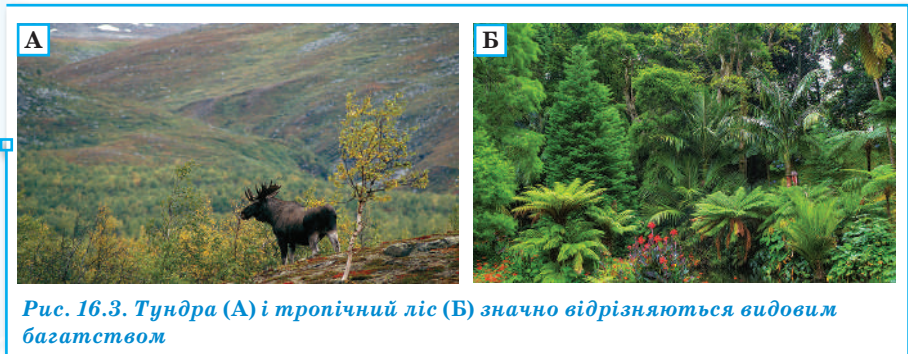 А
Б
Рис. 16.3. Тундра (А) і тропічний ліс (Б) значно відрізняються видовим
багатством